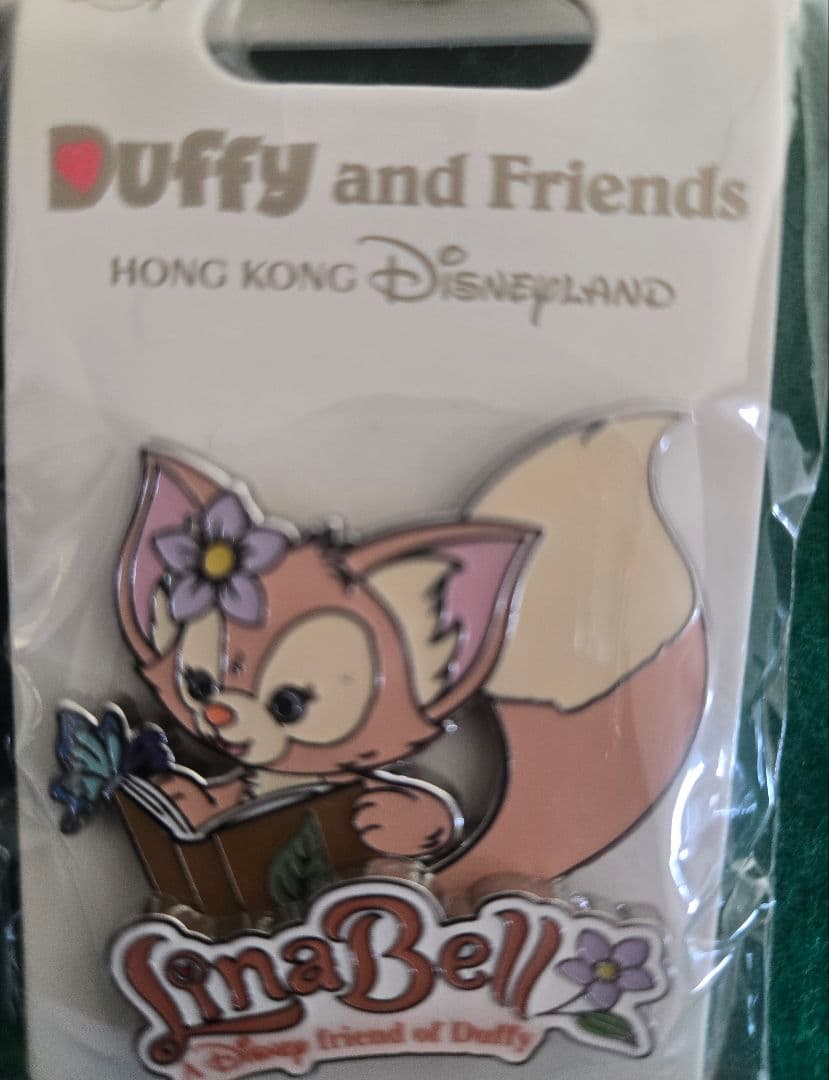 Duffy and Friends
HONG KONG Disneyland
LinaBell
A Disney friend of Duffy